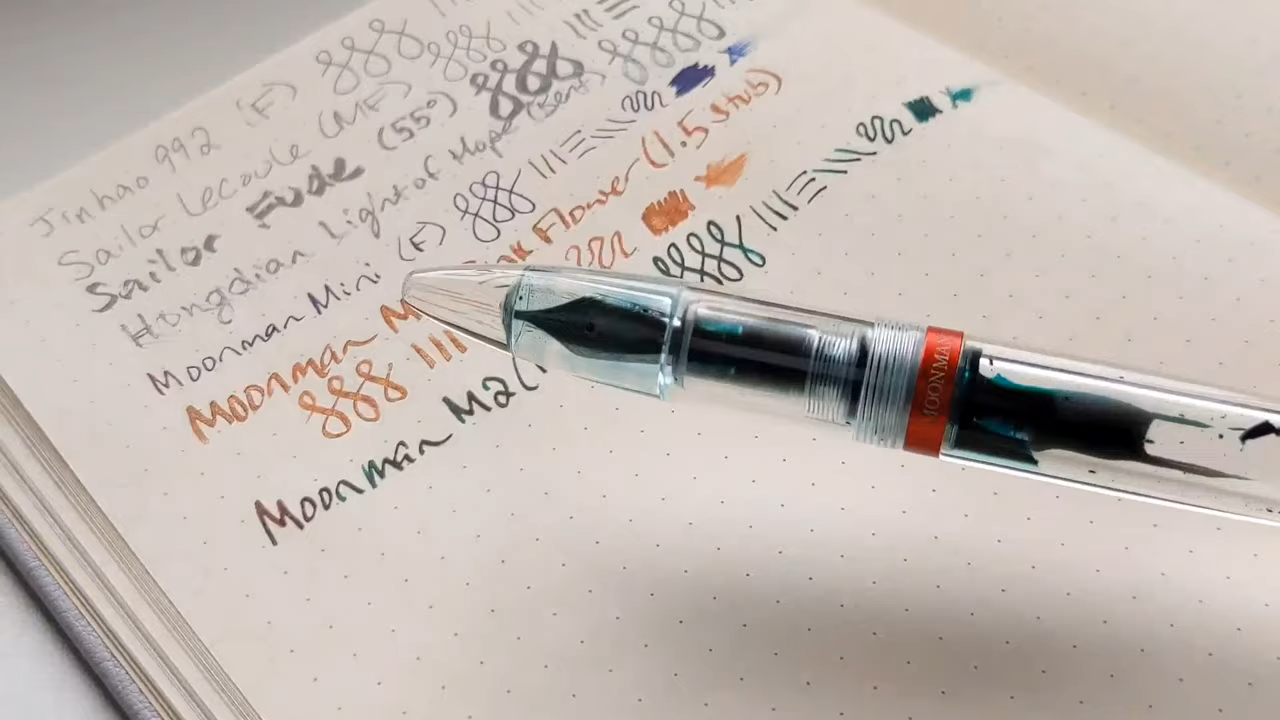 Jinhao 992 (F)
Sailor Lecoule (MF)
Sailor Fude (55°)
Hongdian Light of Hope (Bent)
Moonman Mini (F)
Moonman Flower (1.5 stub)
Moonman M2 (
MOONMAN